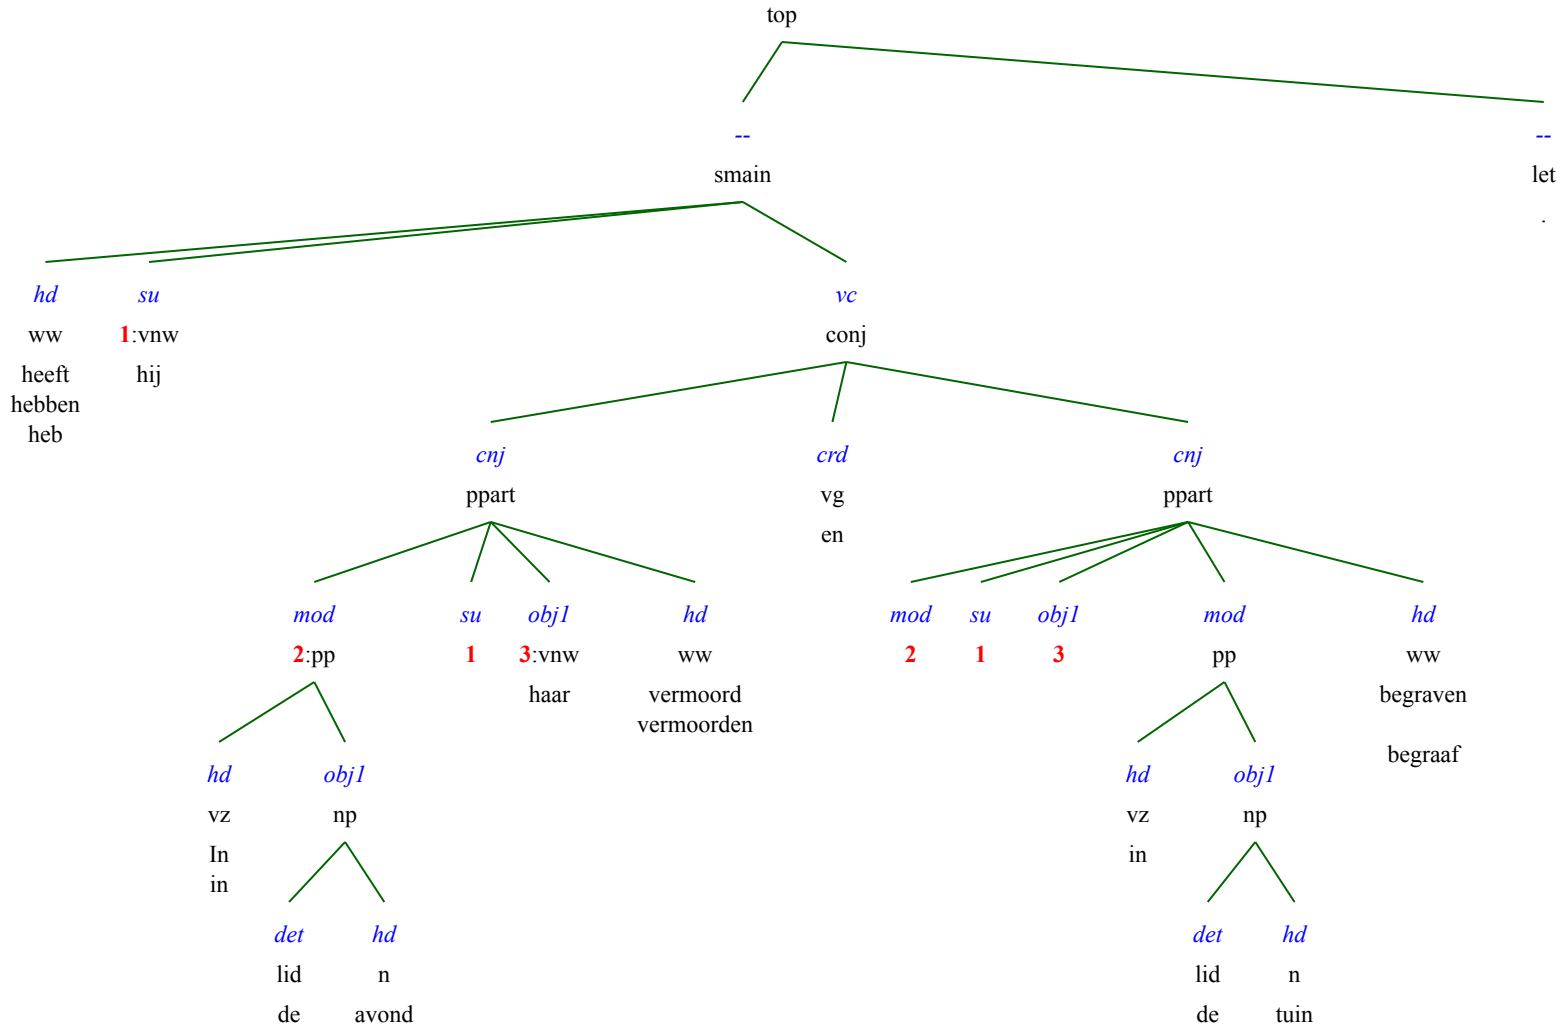 top
-- --
smain let
.
hd su vc
ww 1:vnw conj
heeft hij
hebben
heb
cnj crd cnj
ppart vg ppart
en
mod su obj1 hd mod su obj1 mod hd
2:pp 1 3:vnw ww 2 1 3 pp ww
haar vermoord begraven
vermoorden
begraaf
hd obj1 hd obj1
vz np vz np
In in
in
det hd det hd
lid n lid n
de avond de tuin